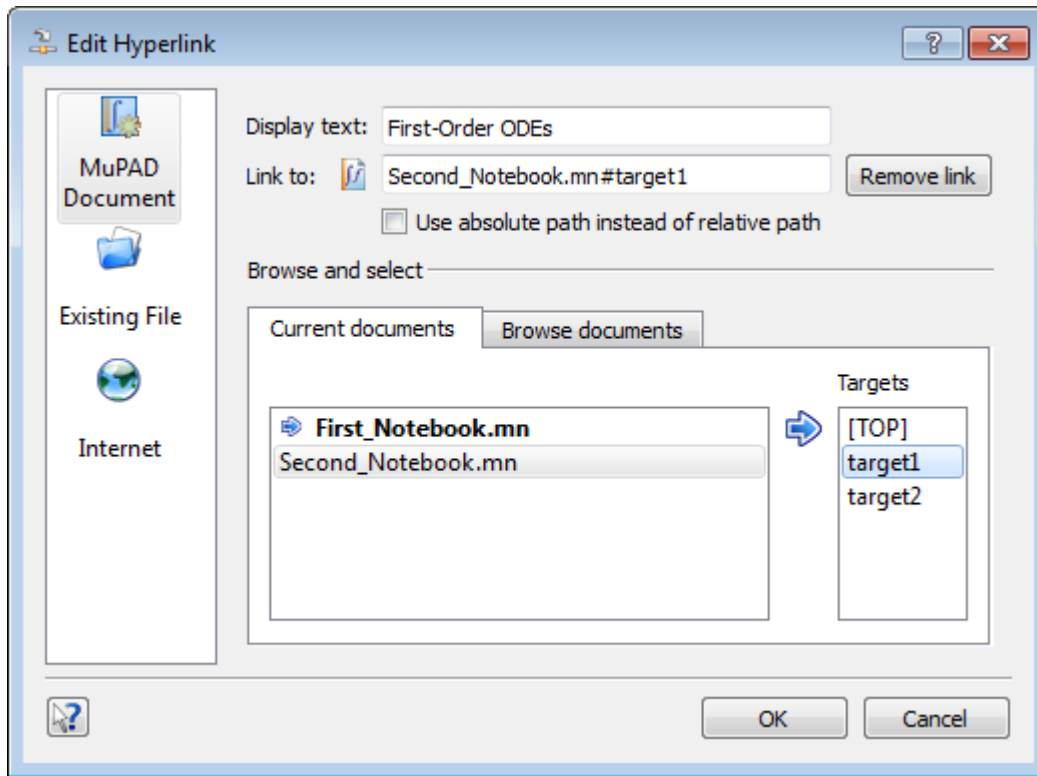 Edit Hyperlink
MuPAD
Document
Existing File
Internet
Display text: First-Order ODEs
Link to: Second_Notebook.mn#target1 Remove link
Use absolute path instead of relative path
Browse and select
Current documents Browse documents
Targets
First_Notebook.mn
Second_Notebook.mn
[TOP]
target1
target2
OK Cancel